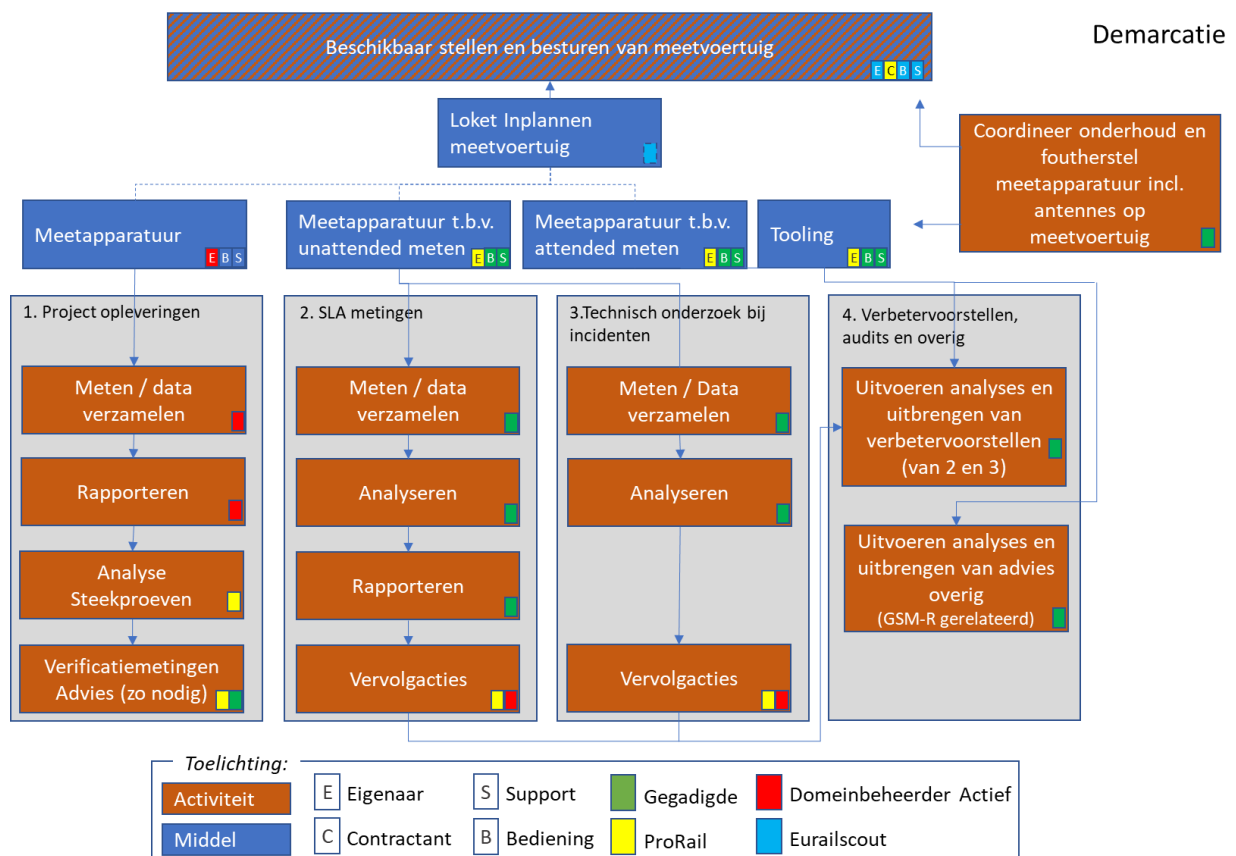 Demarcatie
Beschikbaar stellen en besturen van meetvoertuig
E C B S
Loket Inplannen
meetvoertuig
Coordineer onderhoud en
foutherstel
meetapparatuur incl.
antennes op
meetvoertuig
Meetapparatuur
E B S
Meetapparatuur t.b.v.
unattended meten
E B S
Meetapparatuur t.b.v.
attended meten
E B S
Tooling
E B S
1. Project opleveringen
Meten / data
verzamelen
Rapporteren
Analyse
Steekproeven
Verificatiemetingen
Advies (zo nodig)
2. SLA metingen
Meten / data
verzamelen
Analyseren
Rapporteren
Vervolgacties
3.Technisch onderzoek bij
incidenten
Meten / Data
verzamelen
Analyseren
Vervolgacties
4. Verbetervoorstellen,
audits en overig
Uitvoeren analyses en
uitbrengen van
verbetervoorstellen
(van 2 en 3)
Uitvoeren analyses en
uitbrengen van advies
overig
(GSM-R gerelateerd)
Toelichting:
Activiteit
E Eigenaar
S Support
Gegadigde
Domeinbeheerder Actief
Middel
C Contractant
B Bediening
ProRail
Eurailscout